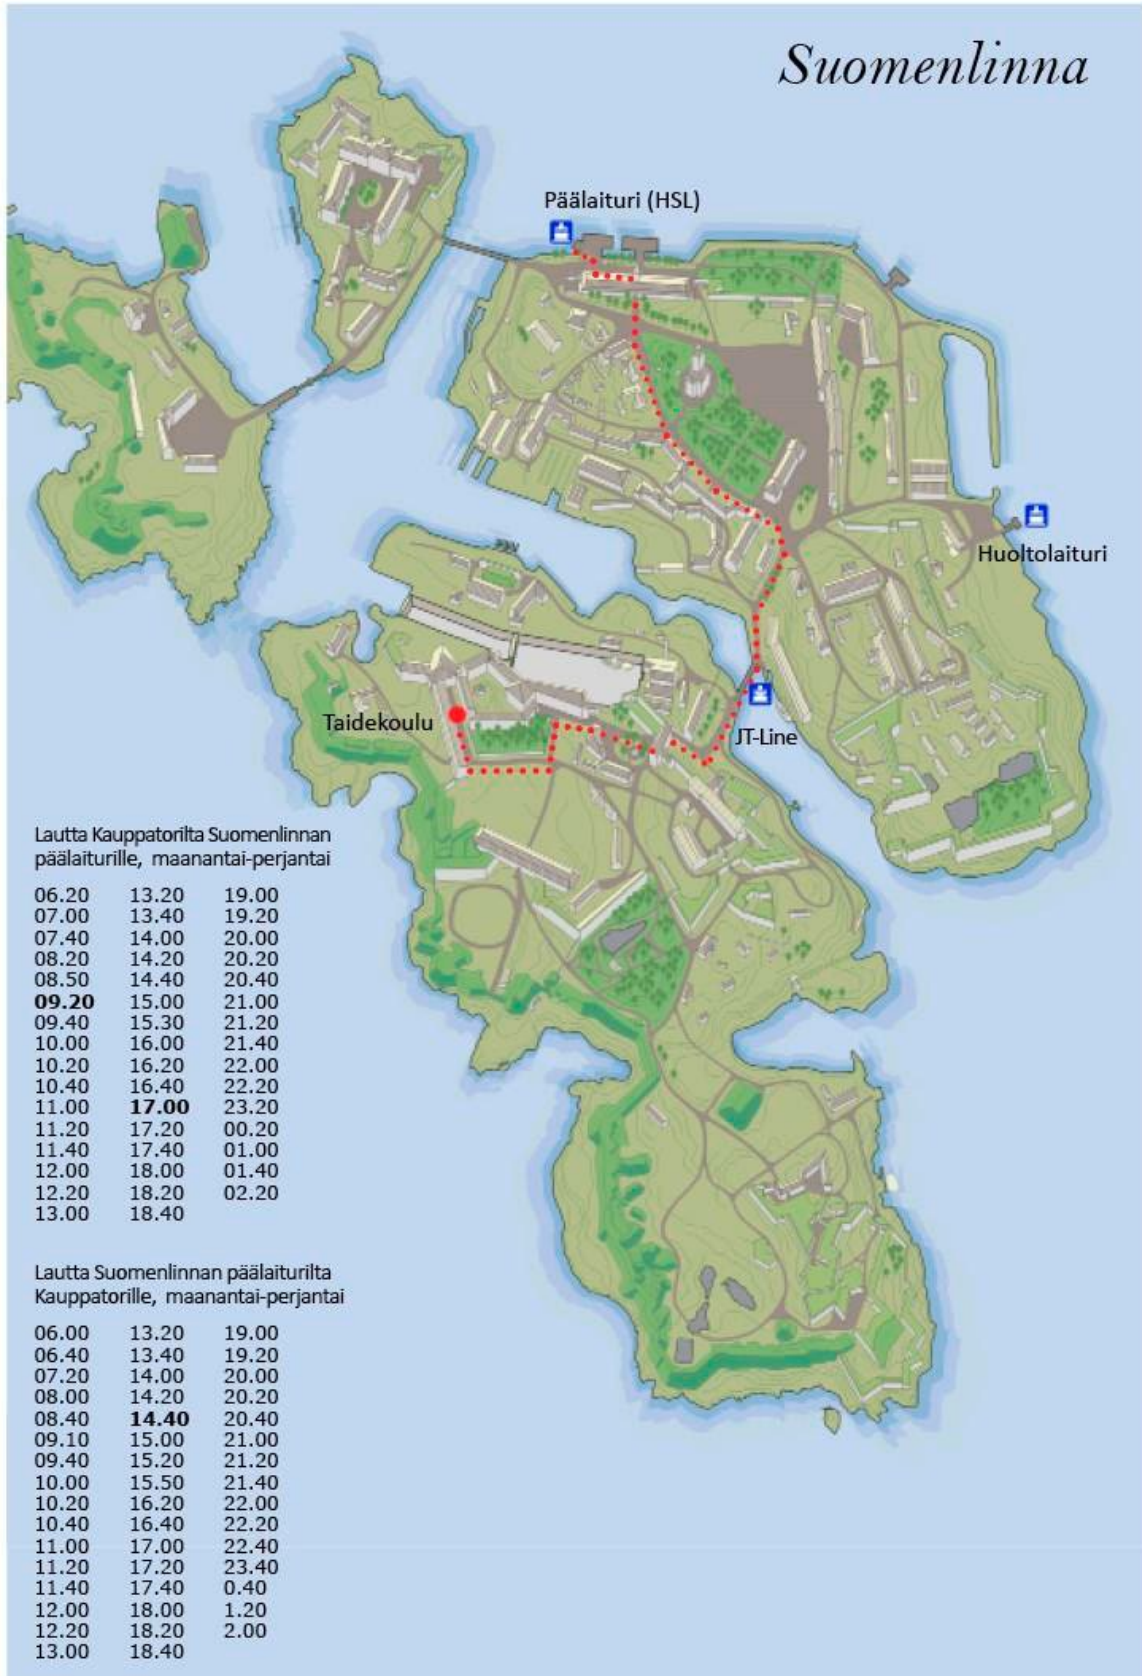 Suomenlinna
Päälaituri (HSL)
Huoltolaituri
Taidekoulu
JT-Line
Lautta Kauppatorilta Suomenlinnan
päälaiturille, maanantai-perjantai
06.20 13.20 19.00
07.00 13.40 19.20
07.40 14.00 20.00
08.20 14.20 20.20
08.50 14.40 20.40
09.20 15.00 21.00
09.40 15.30 21.20
10.00 16.00 21.40
10.20 16.20 22.00
10.40 16.40 22.20
11.00 17.00 23.20
11.20 17.20 00.20
11.40 17.40 01.00
12.00 18.00 01.40
12.20 18.20 02.20
13.00 18.40
Lautta Suomenlinnan päälaiturilta
Kauppatorille, maanantai-perjantai
06.00 13.20 19.00
06.40 13.40 19.20
07.20 14.00 20.00
08.00 14.20 20.20
08.40 14.40 20.40
09.10 15.00 21.00
09.40 15.20 21.20
10.00 15.50 21.40
10.20 16.20 22.00
10.40 16.40 22.20
11.00 17.00 22.40
11.20 17.20 23.40
11.40 17.40 0.40
12.00 18.00 1.20
12.20 18.20 2.00
13.00 18.40